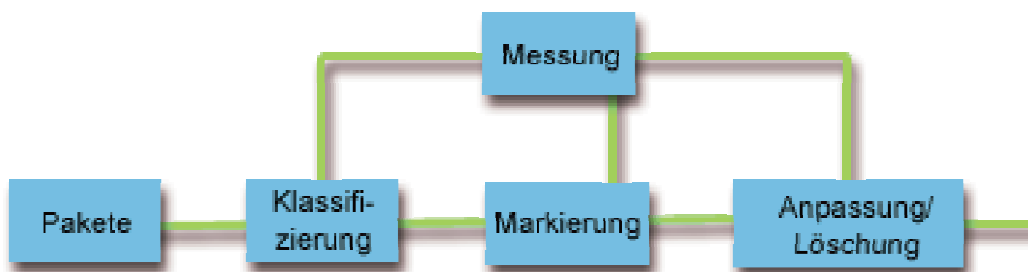 Messung
Pakete
Klassifi-
zierung
Markierung
Anpassung/
Löschung